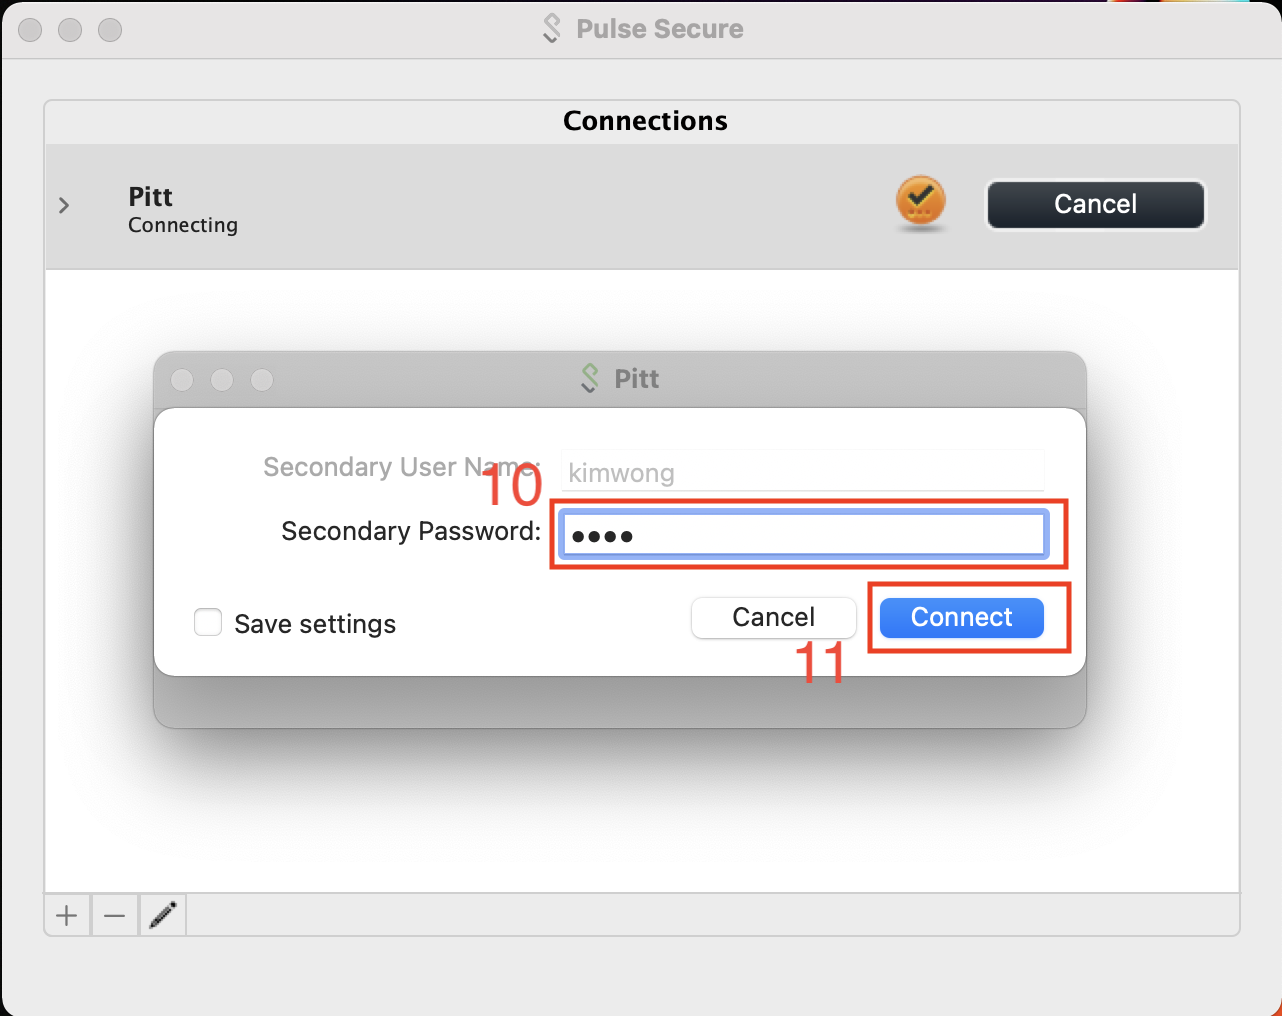 Pulse Secure
Connections
Pitt
Connecting
Cancel
Pitt
Secondary User Name:
kimwong
10
Secondary Password:
••••
Save settings
Cancel
Connect
11